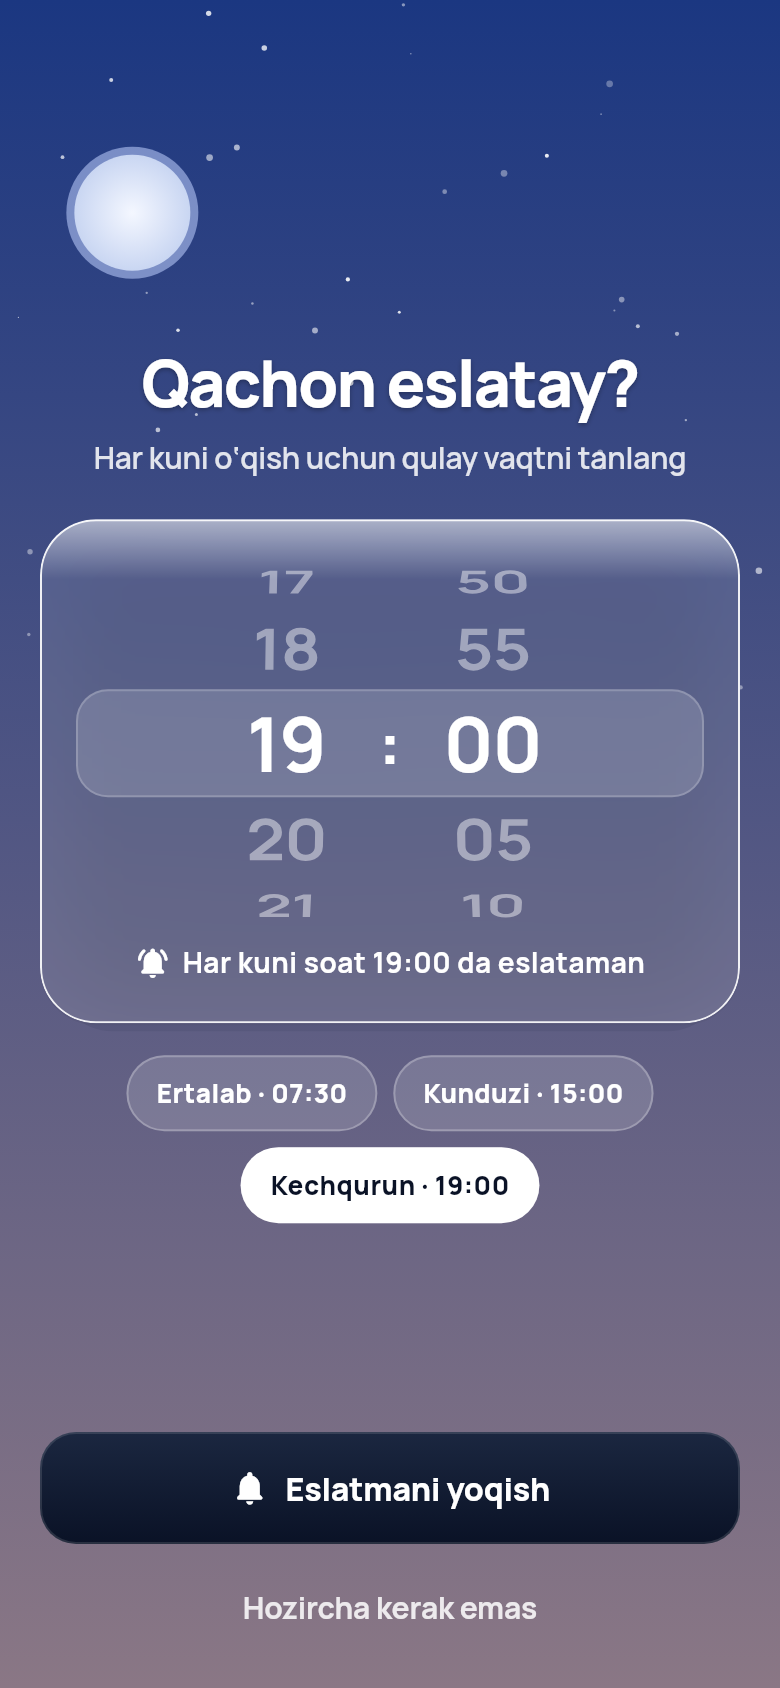 Qachon eslatay?
Har kuni oʻqish uchun qulay vaqtni tanlang
17 50
18 55
19 : 00
20 05
21 10
Har kuni soat 19:00 da eslataman
Ertalab · 07:30 Kunduzi · 15:00
Kechqurun · 19:00
Eslatmani yoqish
Hozircha kerak emas